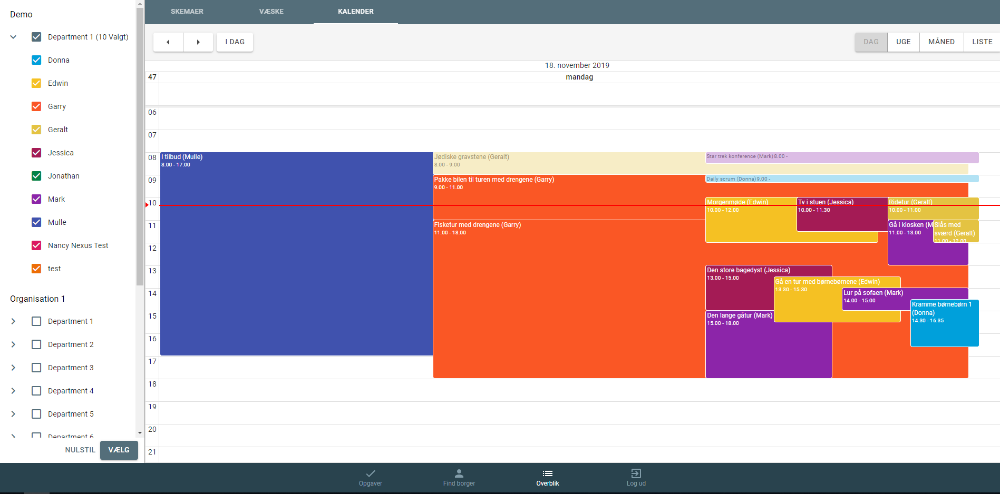 Demo
Department 1 (10 Valgt)
Donna
Edwin
Garry
Geralt
Jessica
Jonathan
Mark
Mulle
Nancy Nexus Test
test
Organisation 1
Department 1
Department 2
Department 3
Department 4
Department 5
Department 6
NULSTIL
VÆLG
SKEMAER
VÆSKE
KALENDER
I DAG
DAG
UGE
MÅNED
LISTE
18. november 2019
47
mandag
06
07
08
09
10
11
12
13
14
15
16
17
18
19
20
21
I tilbud (Mulle)
8.00 - 17.00
Jødiske gravstene (Geralt)
8.00 - 9.00
Star trek konference (Mark) 8.00 -
Pakke bilen til turen med drengene (Garry)
9.00 - 11.00
Daily scrum (Donna) 9.00 -
Morgenmøde (Edwin)
10.00 - 12.00
Tv i stuen (Jessica)
10.00 - 11.30
Ridetur (Geralt)
10.00 - 11.00
Fisketur med drengene (Garry)
11.00 - 18.00
Gå i kiosken (M
11.00 - 13.00
Slås med
sværd (Geralt)
11.00 - 12.00
Den store bagedyst (Jessica)
13.00 - 15.00
Gå en tur med børnebørnene (Edwin)
13.30 - 15.30
Lur på sofaen (Mark)
14.00 - 15.00
Kramme børnebørn 1
(Donna)
14.30 - 16.35
Den lange gåtur (Mark)
15.00 - 18.00
Opgaver
Find borger
Overblik
Log ud